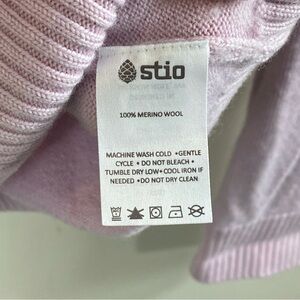 stio
100% MERINO WOOL
MACHINE WASH COLD •GENTLE
CYCLE • DO NOT BLEACH •
TUMBLE DRY LOW• COOL IRON IF
NEEDED •DO NOT DRY CLEAN